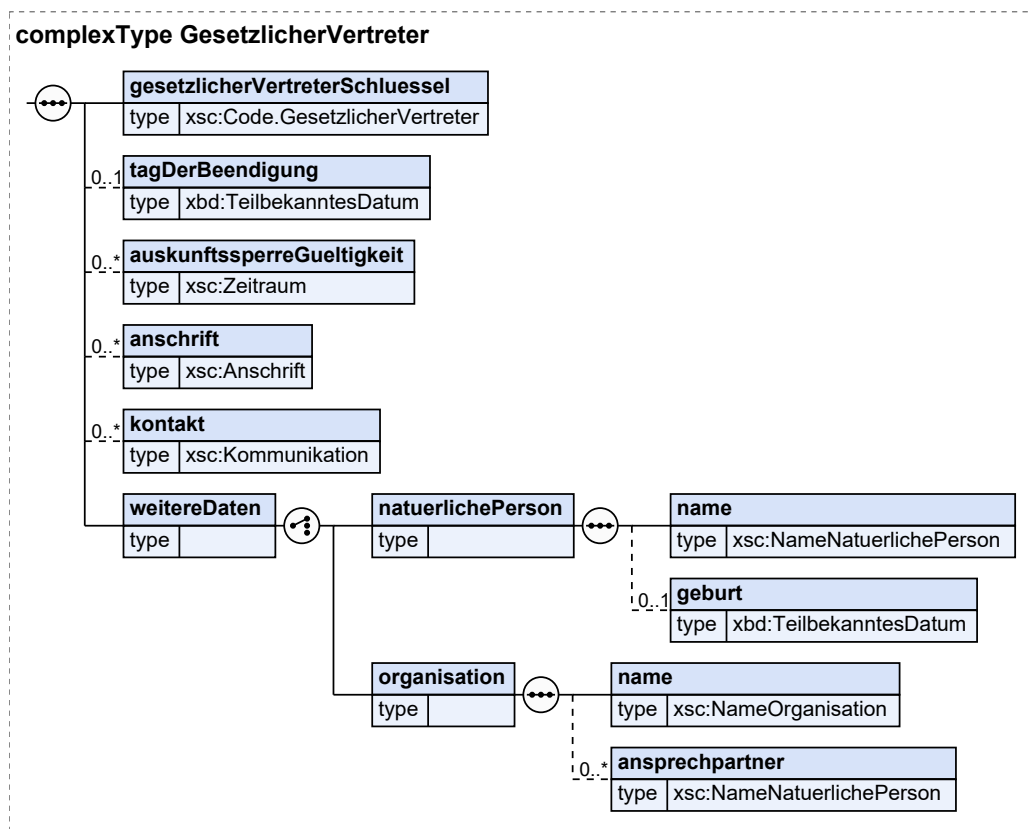 complexType GesetzlicherVertreter
gesetzlicherVertreterSchluessel
type xsc:Code.GesetzlicherVertreter
0..1
tagDerBeendigung
type xbd:TeilbekanntesDatum
0..*
auskunftssperreGueltigkeit
type xsc:Zeitraum
0..*
anschrift
type xsc:Anschrift
0..*
kontakt
type xsc:Kommunikation
weitereDaten
type
natuerlichePerson
type
name
type xsc:NameNatuerlichePerson
0..1
geburt
type xbd:TeilbekanntesDatum
organisation
type
name
type xsc:NameOrganisation
0..*
ansprechpartner
type xsc:NameNatuerlichePerson